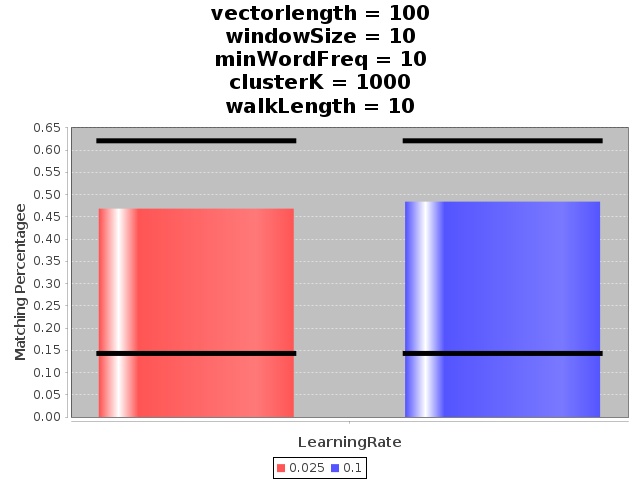 vectorlength = 100
windowSize = 10
minWordFreq = 10
clusterK = 1000
walkLength = 10
0.65
0.60
0.55
0.50
0.45
0.40
0.35
0.30
0.25
0.20
0.15
0.10
0.05
0.00
Matching Percentagee
LearningRate
0.025 0.1